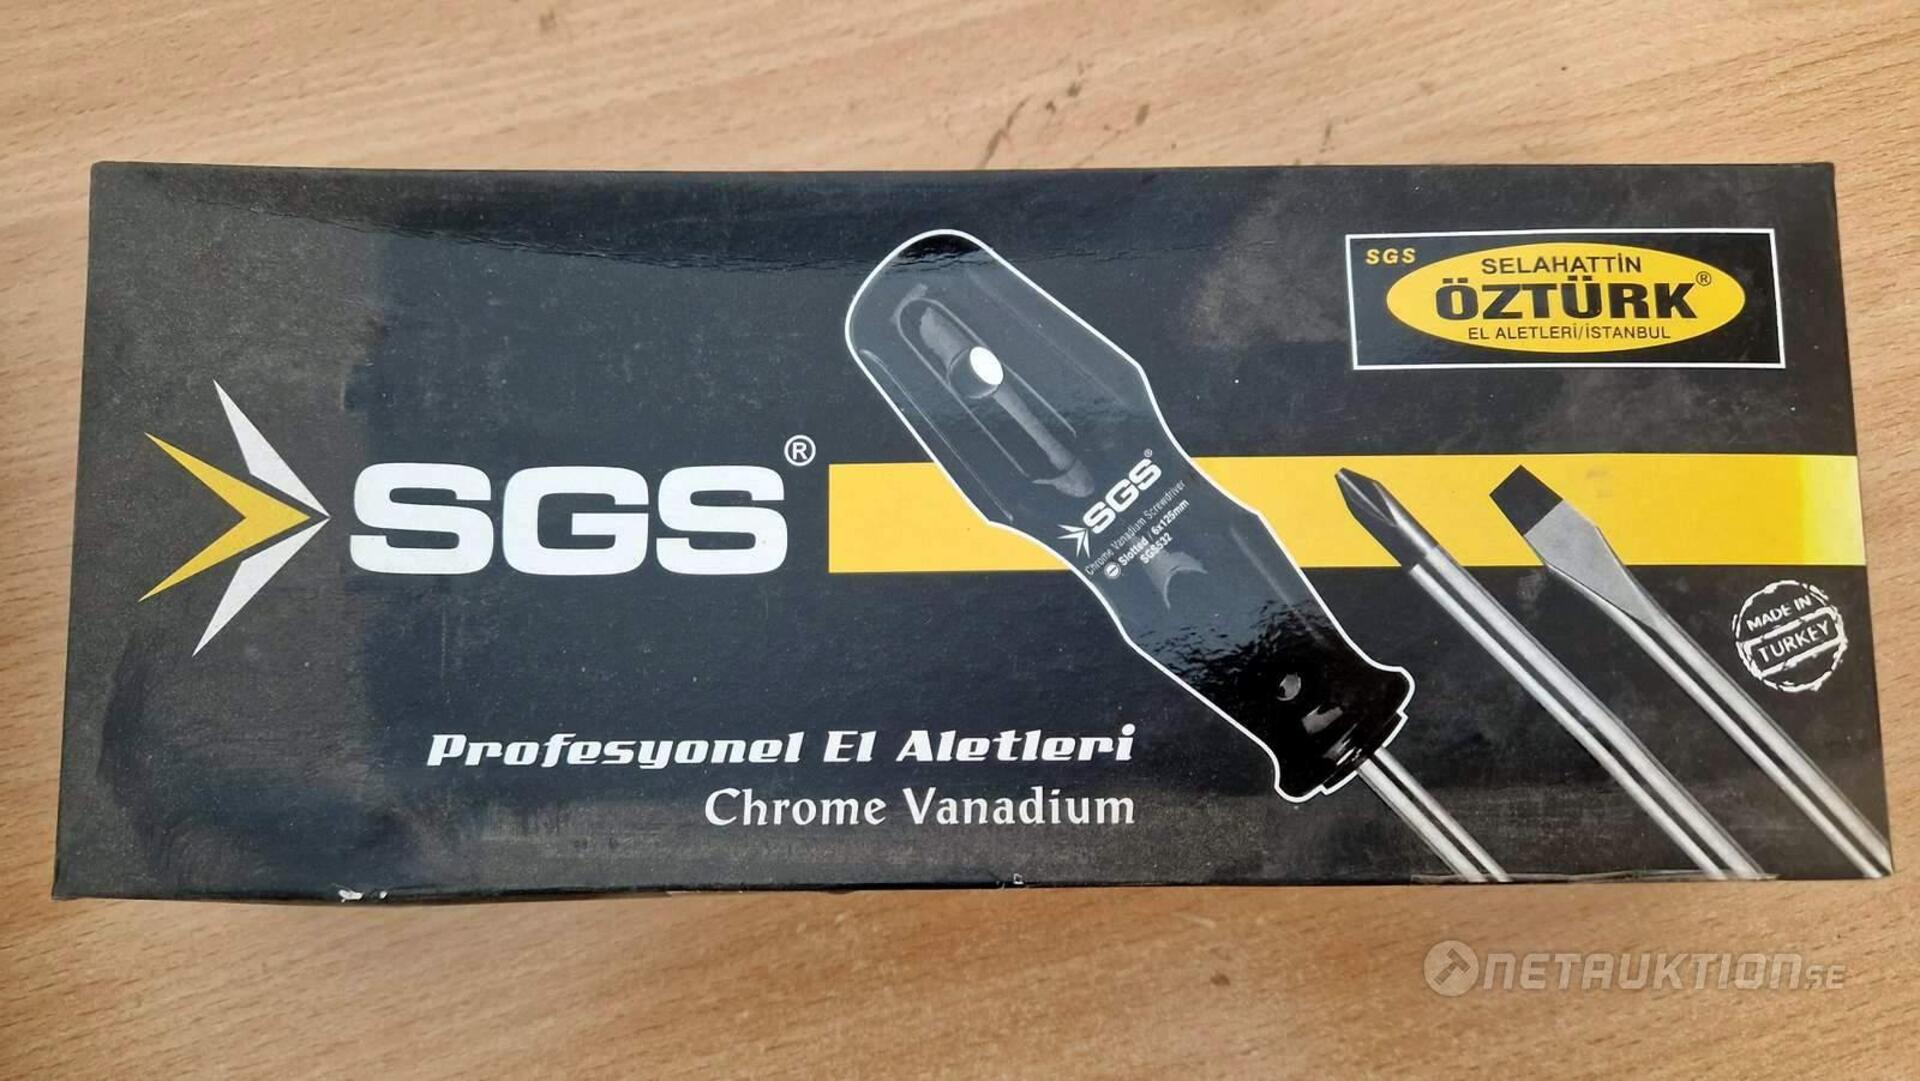 SGS
SELAHATTİN
ÖZTÜRK®
EL ALETLERİ/İSTANBUL
SGS®
SGS®
Chrome Vanadium Screwdriver
Slotted / 6x125mm
SGS532
MADE IN
TURKEY
Profesyonel El Aletleri
Chrome Vanadium
NETAUKTION.SE